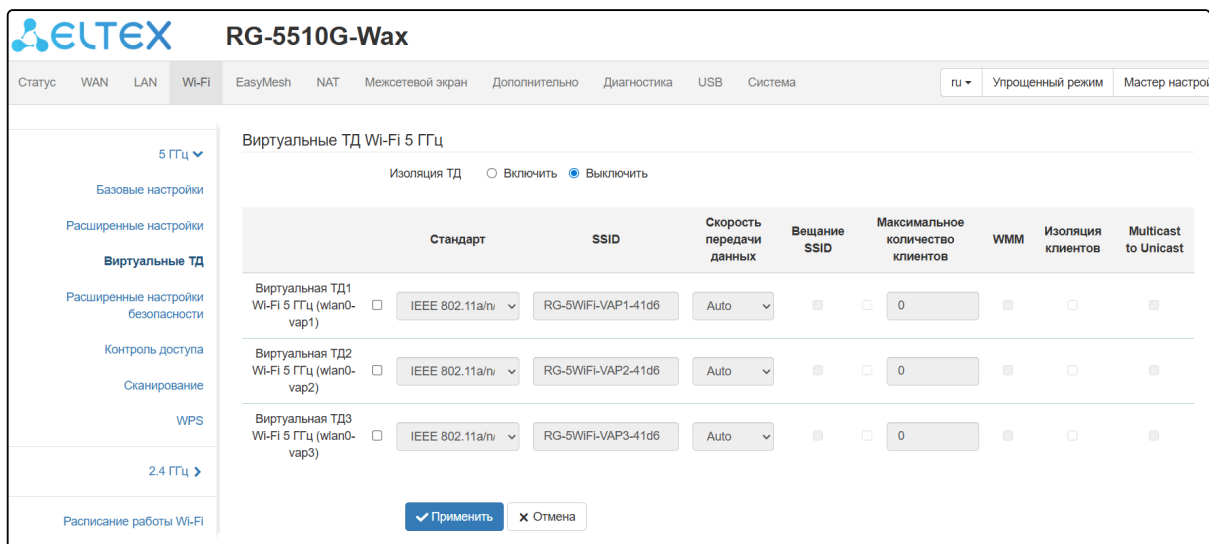 ELTEX RG-5510G-Wax
Статус WAN LAN Wi-Fi EasyMesh NAT Межсетевой экран Дополнительно Диагностика USB Система ru Упрощенный режим Мастер настрой
5 ГГц
Базовые настройки
Расширенные настройки
Виртуальные ТД
Расширенные настройки
безопасности
Контроль доступа
Сканирование
WPS
2.4 ГГц
Расписание работы Wi-Fi
Виртуальные ТД Wi-Fi 5 ГГц
Изоляция ТД Включить Выключить
Стандарт
SSID
Скорость
передачи
данных
Вещание
SSID
Максимальное
количество
клиентов
WMM
Изоляция
клиентов
Multicast
to Unicast
Виртуальная ТД1
Wi-Fi 5 ГГц (wlan0-
vap1)
IEEE 802.11a/n/ RG-5WiFi-VAP1-41d6 Auto 0
Виртуальная ТД2
Wi-Fi 5 ГГц (wlan0-
vap2)
IEEE 802.11a/n/ RG-5WiFi-VAP2-41d6 Auto 0
Виртуальная ТД3
Wi-Fi 5 ГГц (wlan0-
vap3)
IEEE 802.11a/n/ RG-5WiFi-VAP3-41d6 Auto 0
Применить Отмена